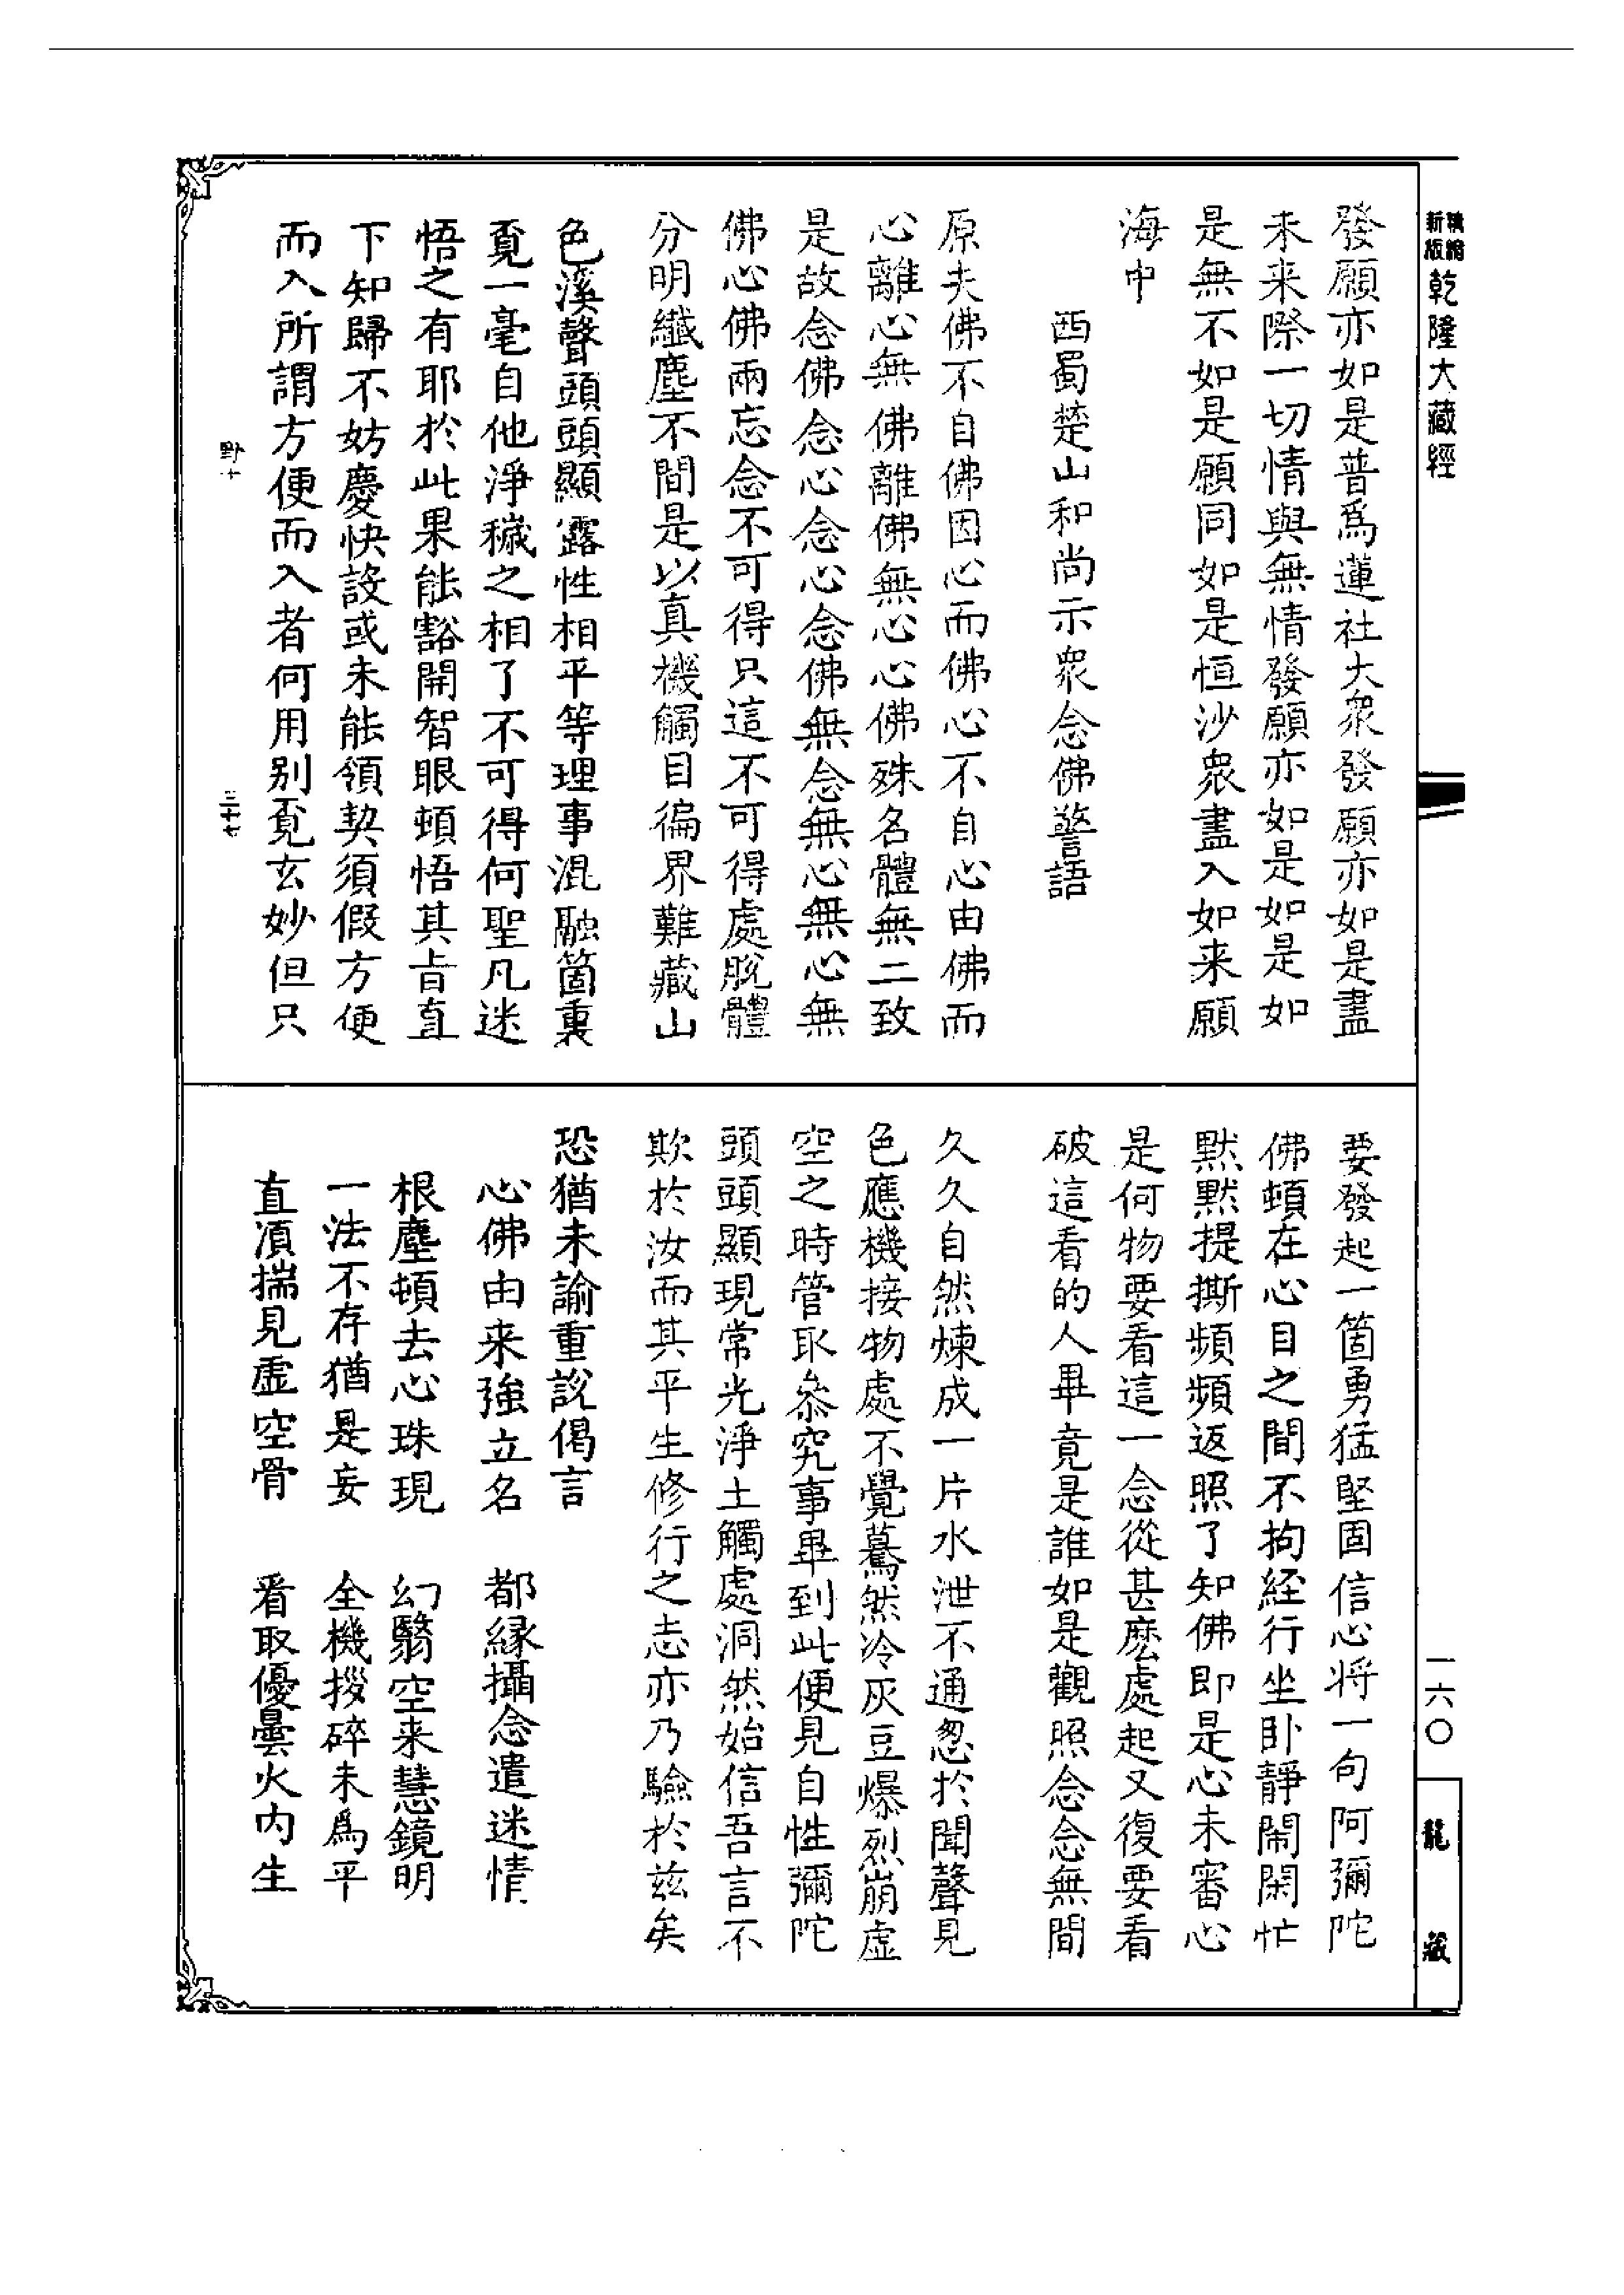 精縮新版乾隆大藏經
發願亦如是普爲蓮社大衆發願亦如是盡
未来際一切情與無情發願亦如是如是如
是無不如是願同如是恒沙衆盡入如来願
海中
西蜀楚山和尚示衆念佛警語
原夫佛不自佛因心而佛心不自心由佛而
心離心無佛離佛無心心佛殊名體無二致
是故念佛念心念心念佛無念無心無心無
佛心佛兩忘念不可得只這不可得處脫體
分明纖塵不間是以真機觸目徧界難藏山
色溪聲頭頭顯露性相平等理事混融箇裏
覓一毫自他淨穢之相了不可得何聖凡迷
悟之有耶於此果能豁開智眼頓悟其旨直
下知歸不妨慶快設或未能領契須假方便
而入所謂方便而入者何用别覓玄妙但只
野十
三十七
要發起一箇勇猛堅固信心将一句阿彌陀
佛頓在心目之間不拘經行坐卧靜閙閑忙
默默提撕頻頻返照了知佛即是心未審心
是何物要看這一念從甚麽處起又復要看
破這看的人畢竟是誰如是觀照念念無間
久久自然煉成一片水泄不通忽於聞聲見
色應機接物處不覺驀然冷灰豆爆烈崩虚
空之時管取叅究事畢到此便見自性彌陀
頭頭顯現常光淨土觸處洞然始信吾言不
欺於汝而其平生修行之志亦乃驗於兹矣
恐猶未諭重說偈言
心佛由来強立名　都緣攝念遣迷情
根塵頓去心珠現　幻翳空来慧鏡明
一法不存猶是妄　全機拶碎未爲平
直湏揣見虛空骨　看取優曇火内生
一六〇
龍藏